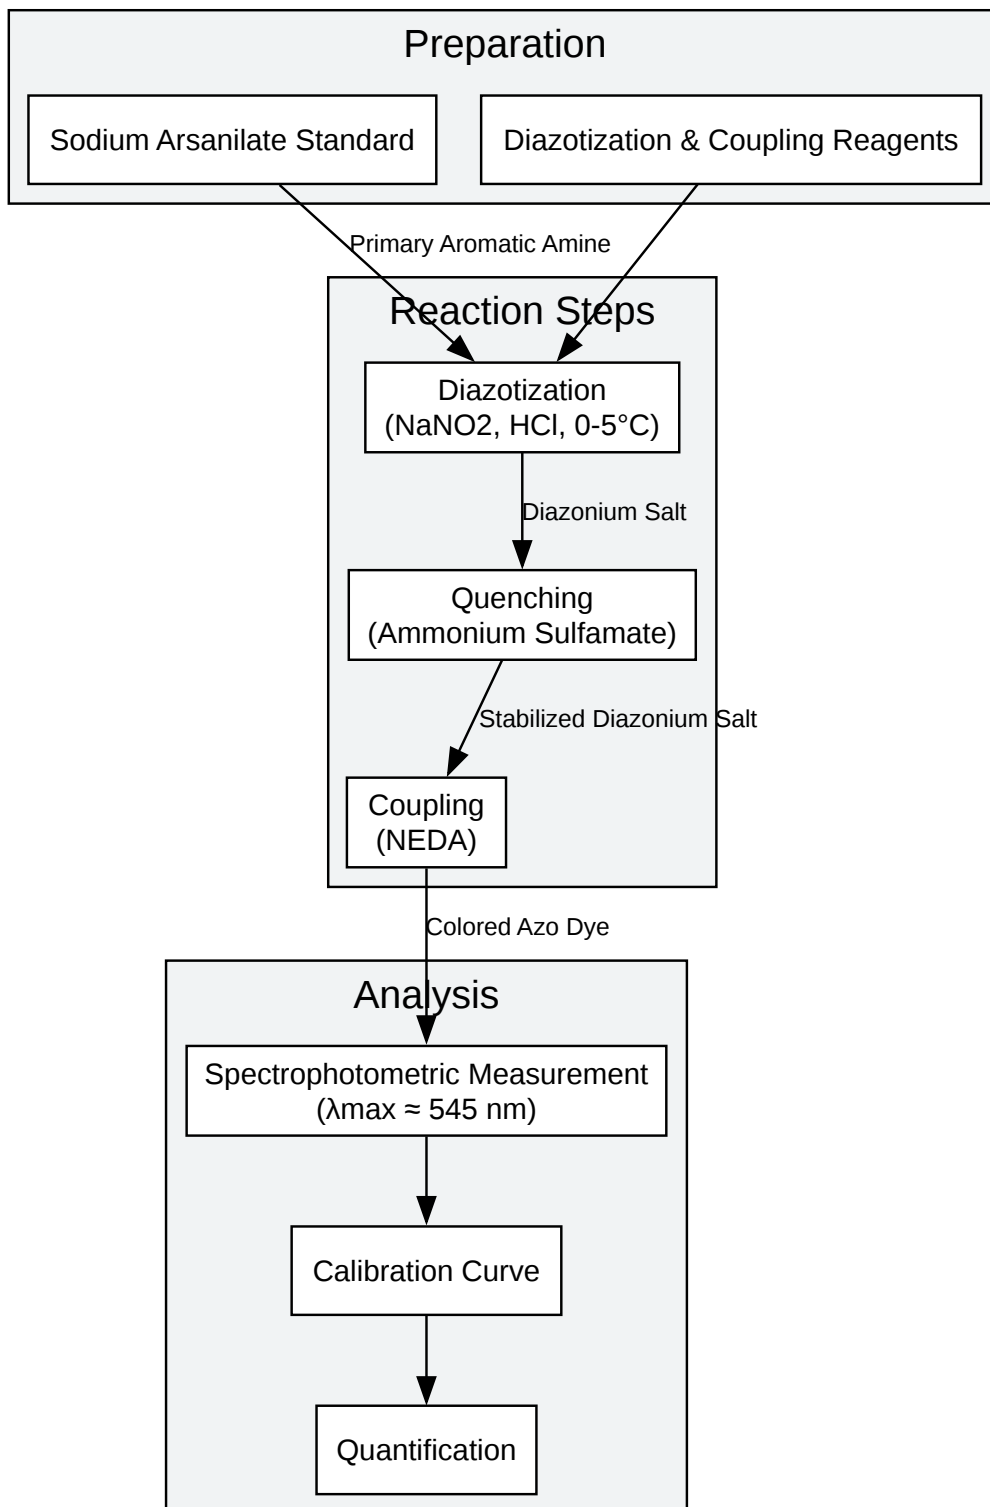 Preparation
Sodium Arsanilate Standard
Diazotization & Coupling Reagents
Primary Aromatic Amine
Reaction Steps
Diazotization
(NaNO2, HCl, 0-5°C)
Diazonium Salt
Quenching
(Ammonium Sulfamate)
Stabilized Diazonium Salt
Coupling
(NEDA)
Colored Azo Dye
Analysis
Spectrophotometric Measurement
(λmax ≈ 545 nm)
Calibration Curve
Quantification